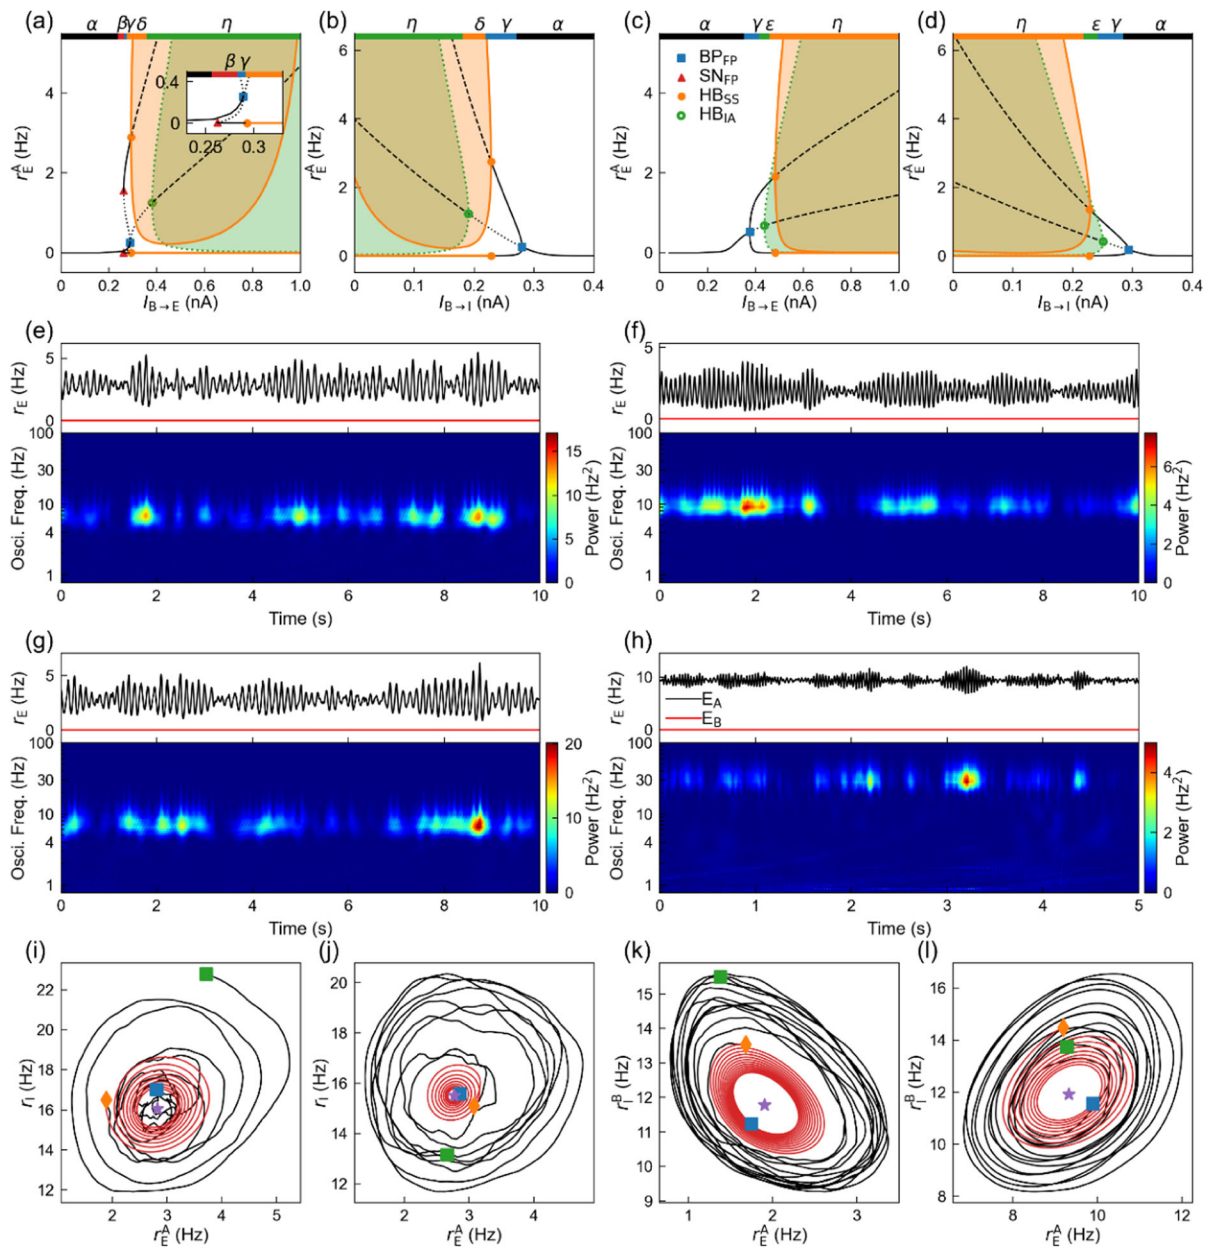 (a) α βγδ η (b) η δ γ α (c) α γ ε η (d) η ε γ α
6 6 6 6
4 4 4 4
2 2 2 2
0 0 0 0
r_E^A (Hz) r_E^A (Hz) r_E^A (Hz) r_E^A (Hz)
β γ
0.4
0
0.25 0.3
BP_FP
SN_FP
HB_SS
HB_IA
0 0.2 0.4 0.6 0.8 1.0 0 0.1 0.2 0.3 0.4 0 0.2 0.4 0.6 0.8 1.0 0 0.1 0.2 0.3 0.4
I_B→E (nA) I_B→I (nA) I_B→E (nA) I_B→I (nA)
(e) (f)
r_E (Hz) 5 0 r_E (Hz) 5 0
Osci. Freq. (Hz) 100 30 10 4 1 Osci. Freq. (Hz) 100 30 10 4 1
Power (Hz²) 15 10 5 0 Power (Hz²) 6 4 2 0
0 2 4 6 8 10 0 2 4 6 8 10
Time (s) Time (s)
(g) (h)
r_E (Hz) 5 0 r_E (Hz) 10 0
E_A
E_B
Osci. Freq. (Hz) 100 30 10 4 1 Osci. Freq. (Hz) 100 30 10 4 1
Power (Hz²) 20 15 10 5 0 Power (Hz²) 4 2 0
0 2 4 6 8 10 0 1 2 3 4 5
Time (s) Time (s)
(i) (j) (k) (l)
r_I (Hz) 22 20 18 16 14 12
r_I (Hz) 20 18 16 14 12
r_I^B (Hz) 15 14 13 12 11 10 9
r_I^B (Hz) 16 14 12 10 8
2 3 4 5 2 3 4 1 2 3 8 10 12
r_E^A (Hz) r_E^A (Hz) r_E^A (Hz) r_E^A (Hz)